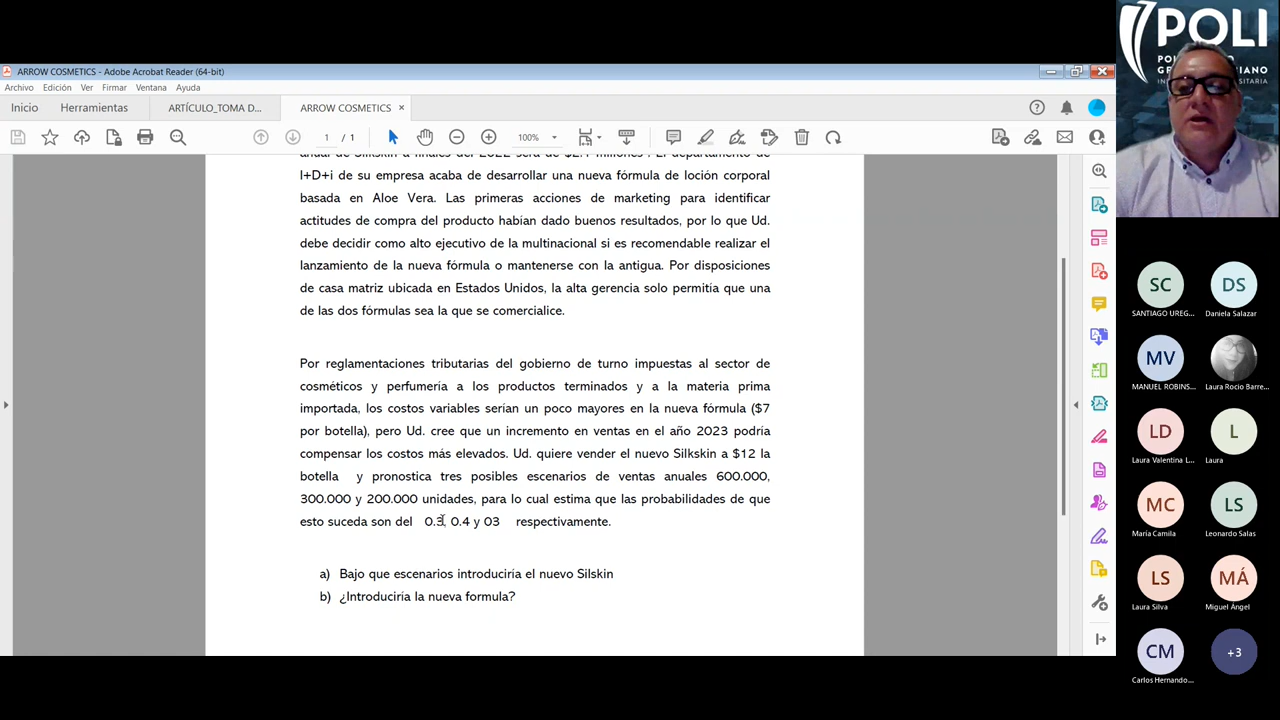 ARROW COSMETICS - Adobe Acrobat Reader (64-bit)
Archivo Edición Ver Firmar Ventana Ayuda
Inicio Herramientas ARTÍCULO_TOMA D... ARROW COSMETICS ×
1 / 1 100%
I+D+i de su empresa acaba de desarrollar una nueva fórmula de loción corporal
basada en Aloe Vera. Las primeras acciones de marketing para identificar
actitudes de compra del producto habían dado buenos resultados, por lo que Ud.
debe decidir como alto ejecutivo de la multinacional si es recomendable realizar el
lanzamiento de la nueva fórmula o mantenerse con la antigua. Por disposiciones
de casa matriz ubicada en Estados Unidos, la alta gerencia solo permitía que una
de las dos fórmulas sea la que se comercialice.
Por reglamentaciones tributarias del gobierno de turno impuestas al sector de
cosméticos y perfumería a los productos terminados y a la materia prima
importada, los costos variables serían un poco mayores en la nueva fórmula ($7
por botella), pero Ud. cree que un incremento en ventas en el año 2023 podría
compensar los costos más elevados. Ud. quiere vender el nuevo Silkskin a $12 la
botella y pronostica tres posibles escenarios de ventas anuales 600.000,
300.000 y 200.000 unidades, para lo cual estima que las probabilidades de que
esto suceda son del 0.3, 0.4 y 03 respectivamente.
a) Bajo que escenarios introduciría el nuevo Silskin
b) ¿Introduciría la nueva formula?
POLI
SC DS
SANTIAGO UREG... Daniela Salazar
MV
MANUEL ROBINS... Laura Rocio Barre...
LD L
Laura Valentina L... Laura
MC LS
María Camila Leonardo Salas
LS MÁ
Laura Silva Miguel Ángel
CM +3
Carlos Hernando...